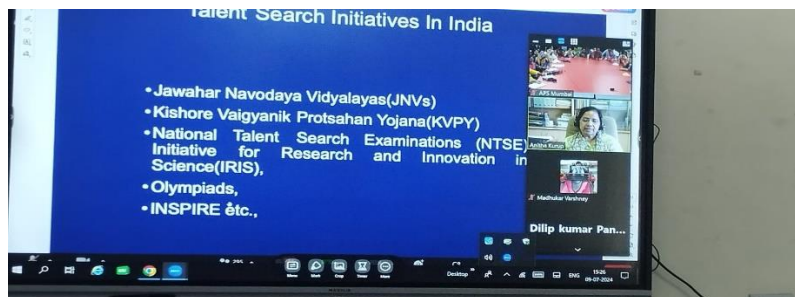 Talent Search Initiatives In India
•Jawahar Navodaya Vidyalayas(JNVs)
•Kishore Vaigyanik Protsahan Yojana(KVPY)
•National Talent Search Examinations (NTSE)
Initiative for Research and Innovation in
Science(IRIS),
•Olympiads,
•INSPIRE etc.,
APS Mumbai
Anitha Kurup
Madhukar Varshney
Dilip kumar Pan...
Desktop
ENG
15:26
09-07-2024